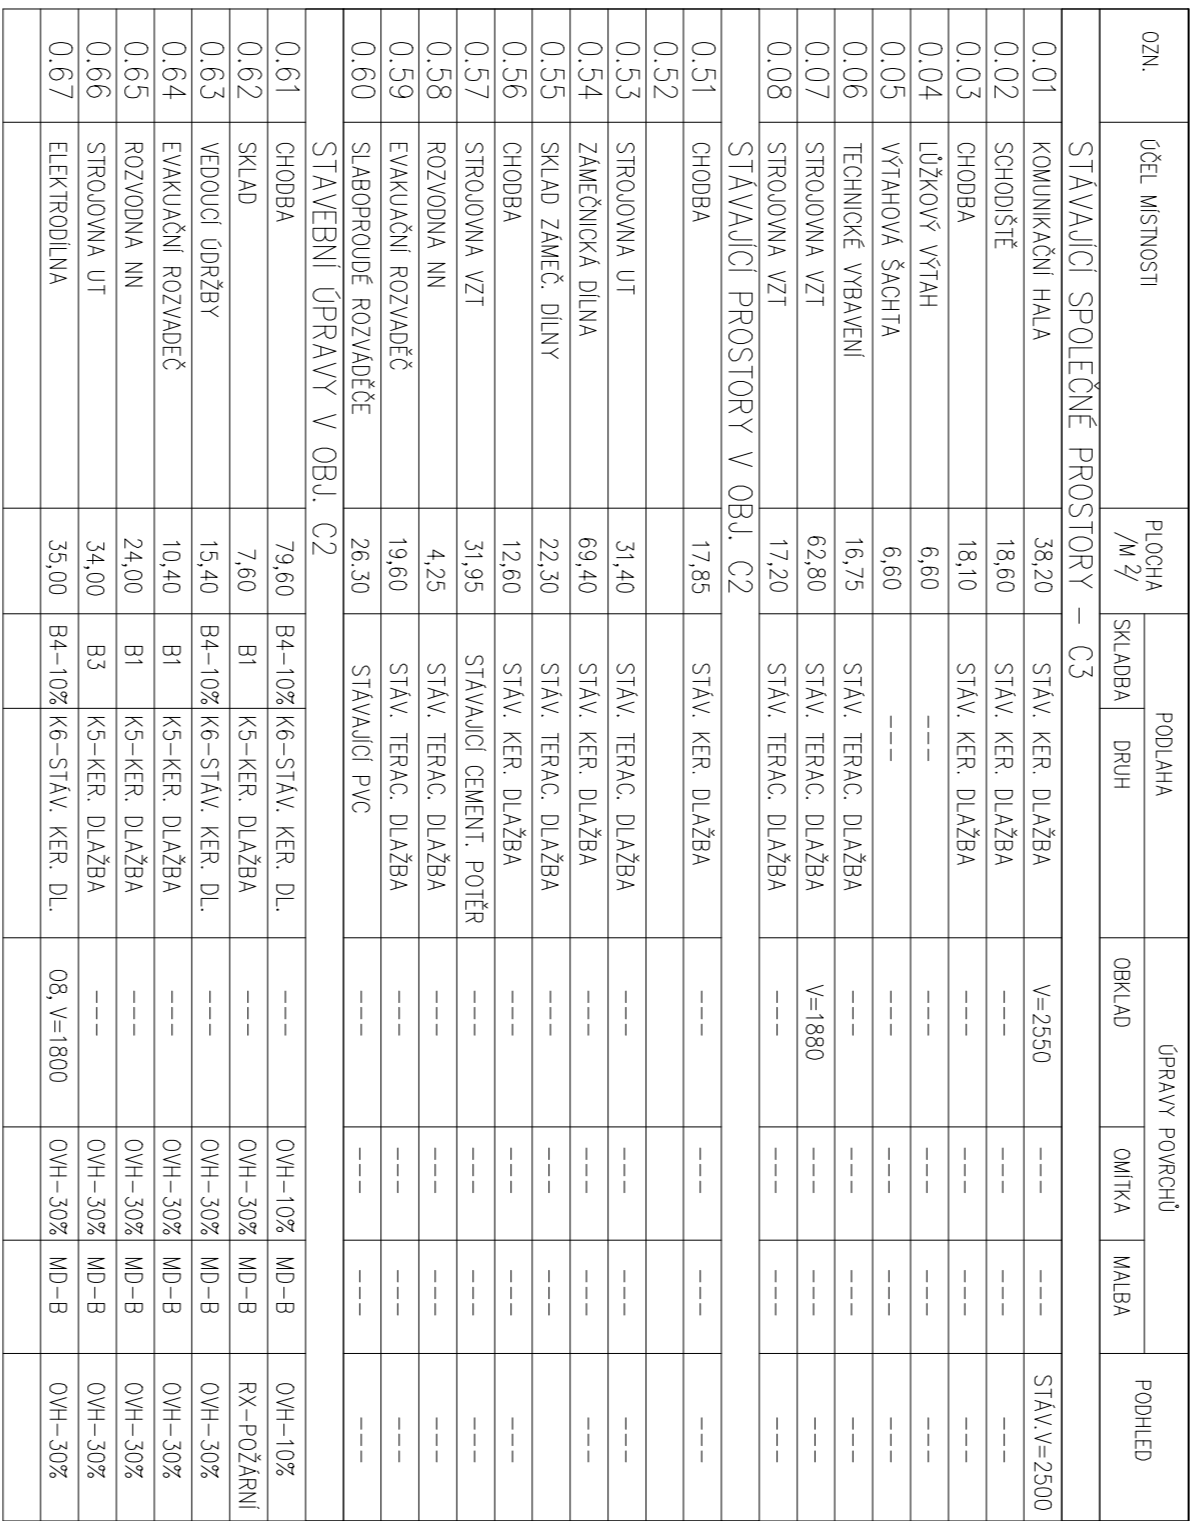 OZN. ÚČEL MÍSTNOSTI PLOCHA /M 2/ PODLAHA ÚPRAVY POVRCHŮ PODHLED
SKLADBA DRUH OBKLAD OMÍTKA MALBA
STÁVAJÍCÍ SPOLEČNÉ PROSTORY - C3
0.01 KOMUNIKAČNÍ HALA 38,20 STÁV. KER. DLAŽBA V=2550 --- --- STÁV.V=2500
0.02 SCHODIŠTĚ 18,60 STÁV. KER. DLAŽBA --- --- --- ---
0.03 CHODBA 18,10 STÁV. KER. DLAŽBA --- --- --- ---
0.04 LŮŽKOVÝ VÝTAH 6,60 --- --- --- --- ---
0.05 VÝTAHOVÁ ŠACHTA 6,60 --- --- --- --- ---
0.06 TECHNICKÉ VYBAVENÍ 16,75 STÁV. TERAC. DLAŽBA --- --- --- ---
0.07 STROJOVNA VZT 62,80 STÁV. TERAC. DLAŽBA V=1880 --- --- ---
0.08 STROJOVNA VZT 17,20 STÁV. TERAC. DLAŽBA --- --- --- ---
STÁVAJÍCÍ PROSTORY V OBJ. C2
0.51 CHODBA 17,85 STÁV. KER. DLAŽBA --- --- --- ---
0.52
0.53 STROJOVNA UT 31,40 STÁV. TERAC. DLAŽBA --- --- --- ---
0.54 ZÁMEČNICKÁ DÍLNA 69,40 STÁV. KER. DLAŽBA --- --- --- ---
0.55 SKLAD ZÁMEČ. DÍLNY 22,30 STÁV. TERAC. DLAŽBA --- --- ---
0.56 CHODBA 12,60 STÁV. KER. DLAŽBA --- --- --- ---
0.57 STROJOVNA VZT 31,95 STÁVAJICÍ CEMENT. POTĚR --- --- --- ---
0.58 ROZVODNA NN 4,25 STÁV. TERAC. DLAŽBA --- --- --- ---
0.59 EVAKUAČNÍ ROZVADĚČ 19,60 STÁV. TERAC. DLAŽBA --- --- --- ---
0.60 SLABOPROUDÉ ROZVÁDĚČE 26.30 STÁVAJÍCÍ PVC --- --- --- ---
STAVEBNÍ ÚPRAVY V OBJ. C2
0.61 CHODBA 79,60 B4-10% K6-STÁV. KER. DL. --- OVH-10% MD-B OVH-10%
0.62 SKLAD 7,60 B1 K5-KER. DLAŽBA --- OVH-30% MD-B RX-POŽÁRNÍ
0.63 VEDOUCÍ ÚDRŽBY 15,40 B4-10% K6-STÁV. KER. DL. --- OVH-30% MD-B OVH-30%
0.64 EVAKUAČNÍ ROZVADEČ 10,40 B1 K5-KER. DLAŽBA --- OVH-30% MD-B OVH-30%
0.65 ROZVODNA NN 24,00 B1 K5-KER. DLAŽBA --- OVH-30% MD-B OVH-30%
0.66 STROJOVNA UT 34,00 B3 K5-KER. DLAŽBA --- OVH-30% MD-B OVH-30%
0.67 ELEKTRODÍLNA 35,00 B4-10% K6-STÁV. KER. DL. O8, V=1800 OVH-30% MD-B OVH-30%